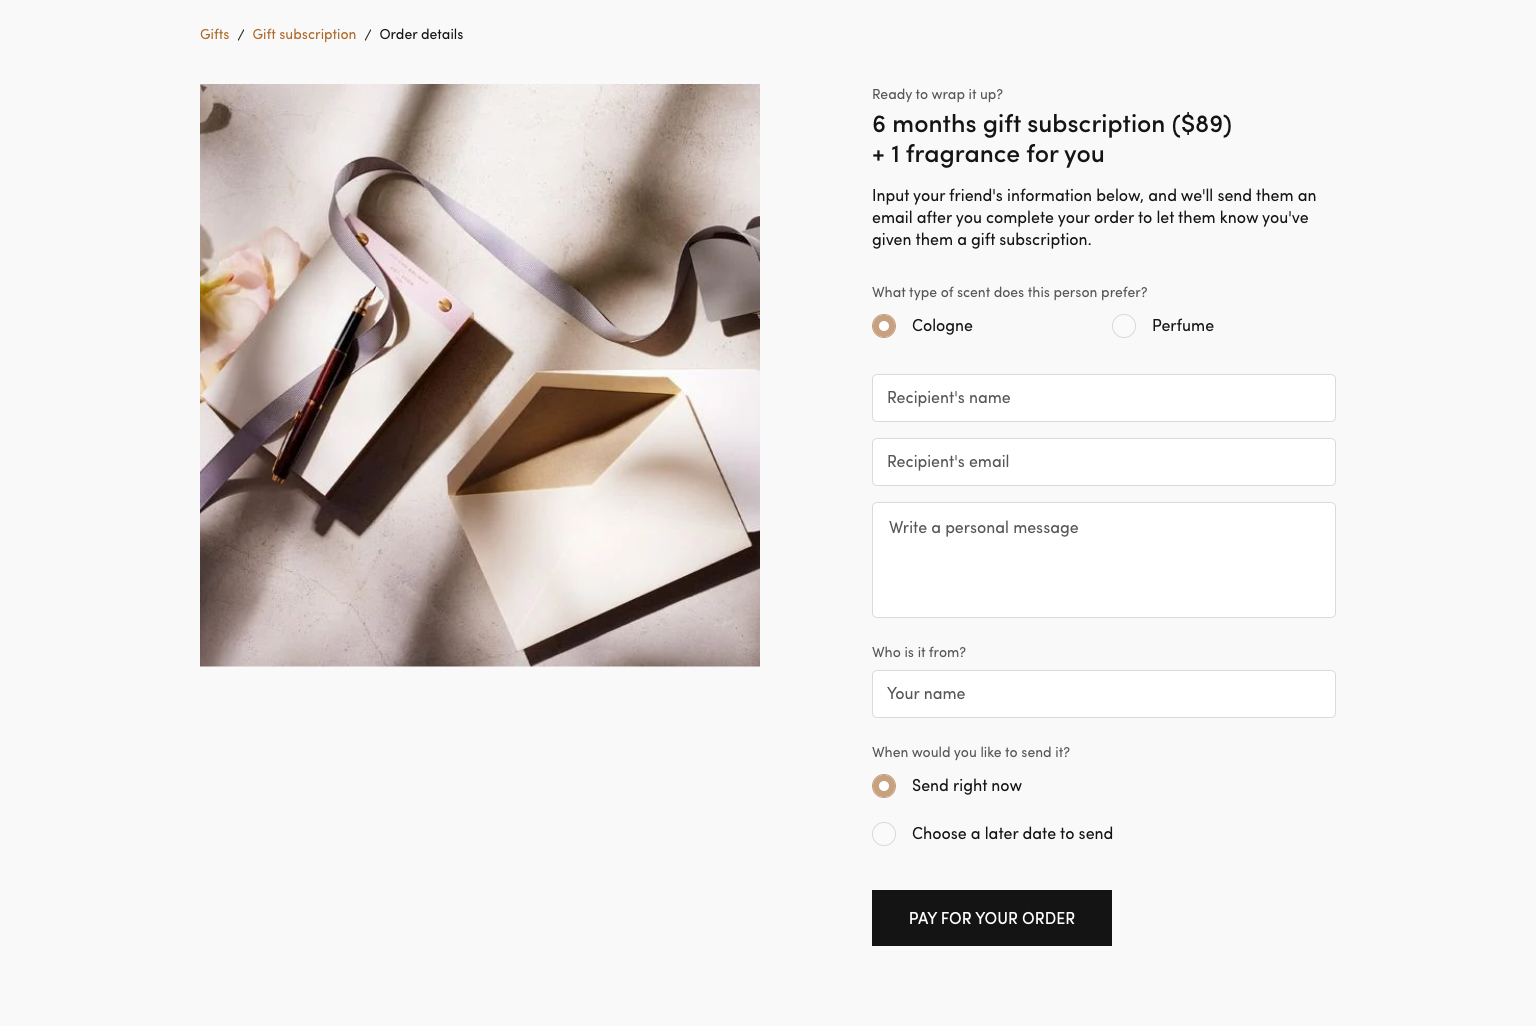 Gifts / Gift subscription / Order details
Ready to wrap it up?
6 months gift subscription ($89)
+ 1 fragrance for you
Input your friend's information below, and we'll send them an
email after you complete your order to let them know you've
given them a gift subscription.
What type of scent does this person prefer?
Cologne
Perfume
Recipient's name
Recipient's email
Write a personal message
Who is it from?
Your name
When would you like to send it?
Send right now
Choose a later date to send
PAY FOR YOUR ORDER